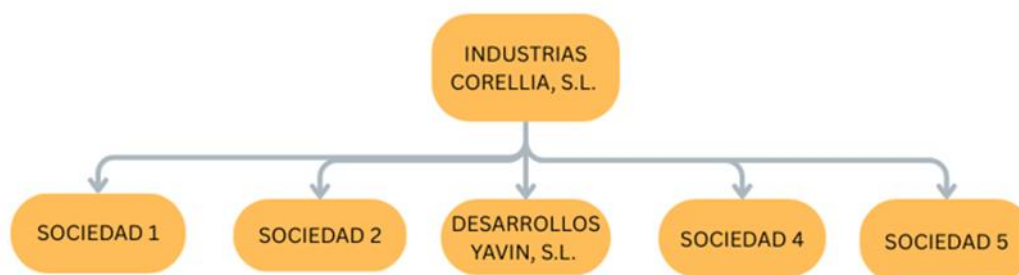 INDUSTRIAS
CORELLIA, S.L.
SOCIEDAD 1
SOCIEDAD 2
DESARROLLOS
YAVIN, S.L.
SOCIEDAD 4
SOCIEDAD 5